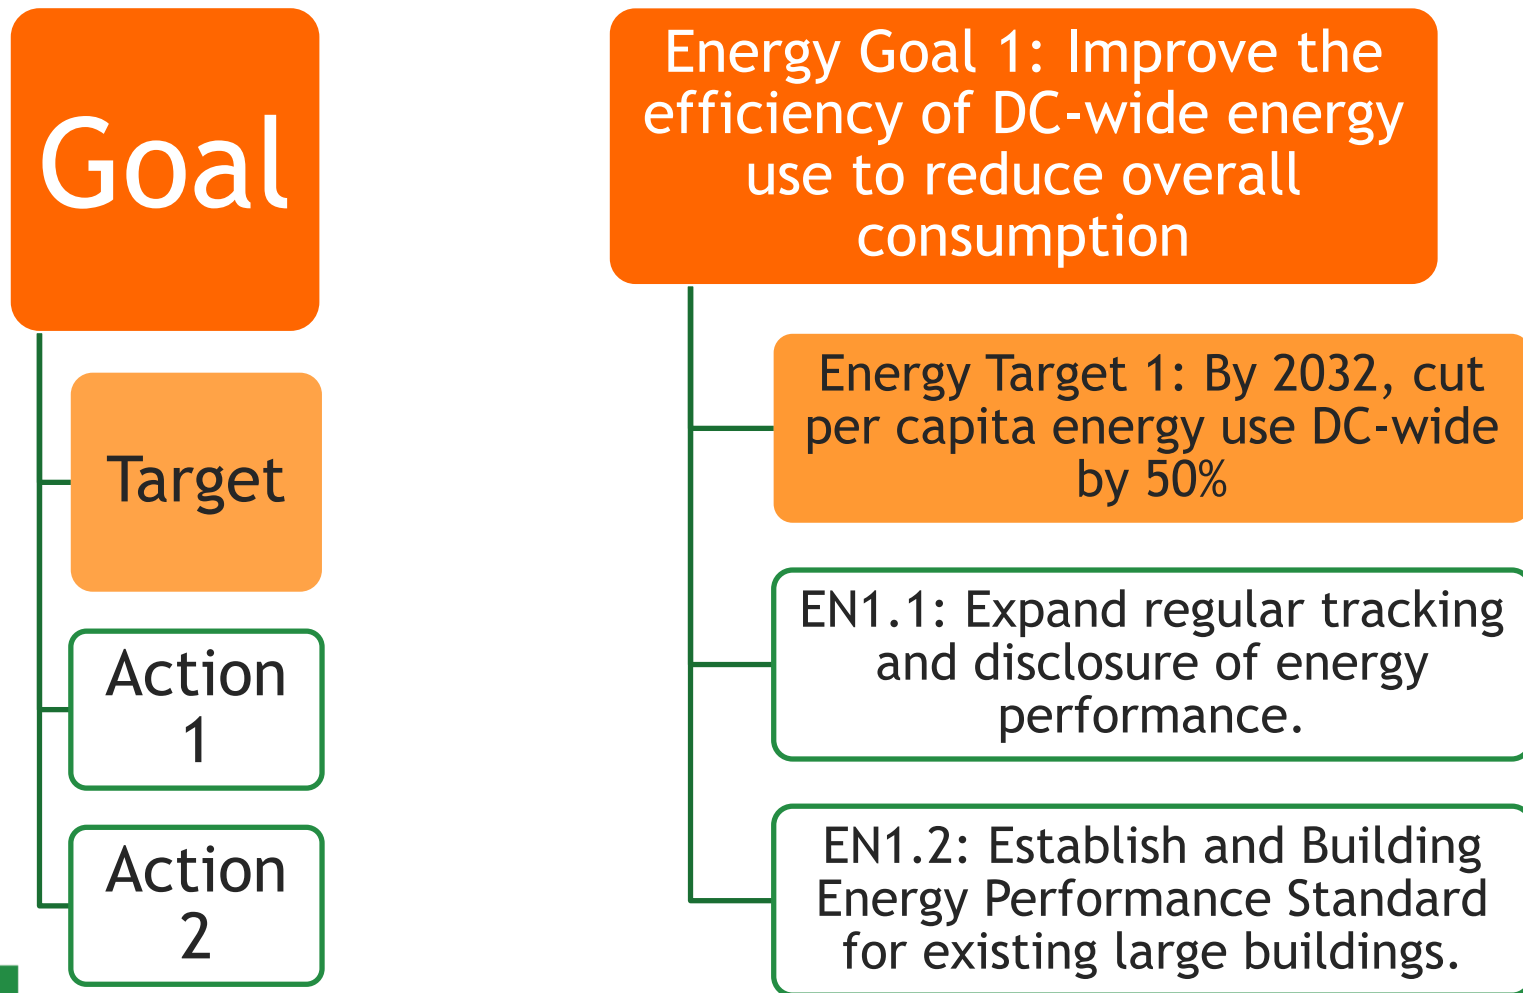 Goal
Target
Action
1
Action
2
Energy Goal 1: Improve the
efficiency of DC-wide energy
use to reduce overall
consumption
Energy Target 1: By 2032, cut
per capita energy use DC-wide
by 50%
EN1.1: Expand regular tracking
and disclosure of energy
performance.
EN1.2: Establish and Building
Energy Performance Standard
for existing large buildings.